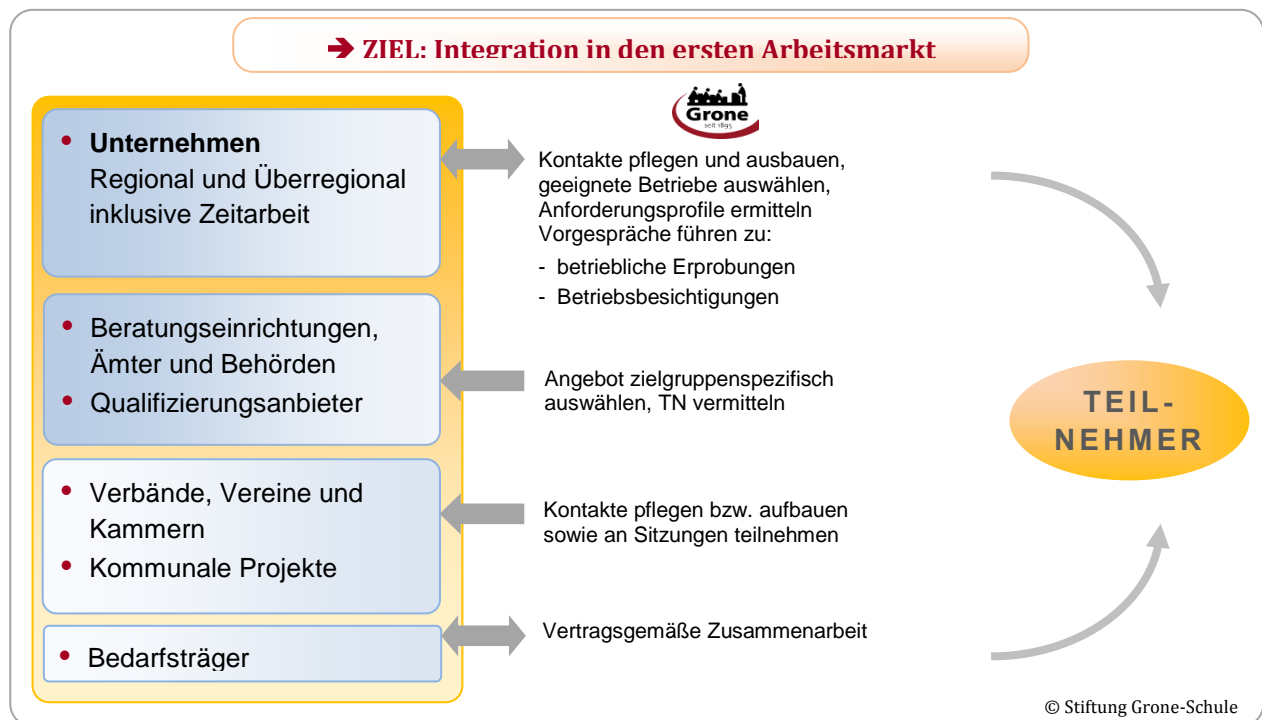 ➔ ZIEL: Integration in den ersten Arbeitsmarkt
Grone
seit 1895
• Unternehmen
Regional und Überregional
inklusive Zeitarbeit
Kontakte pflegen und ausbauen,
geeignete Betriebe auswählen,
Anforderungsprofile ermitteln
Vorgespräche führen zu:
- betriebliche Erprobungen
- Betriebsbesichtigungen
• Beratungseinrichtungen,
Ämter und Behörden
• Qualifizierungsanbieter
Angebot zielgruppenspezifisch
auswählen, TN vermitteln
TEIL-
NEHMER
• Verbände, Vereine und
Kammern
• Kommunale Projekte
Kontakte pflegen bzw. aufbauen
sowie an Sitzungen teilnehmen
• Bedarfsträger
Vertragsgemäße Zusammenarbeit
© Stiftung Grone-Schule